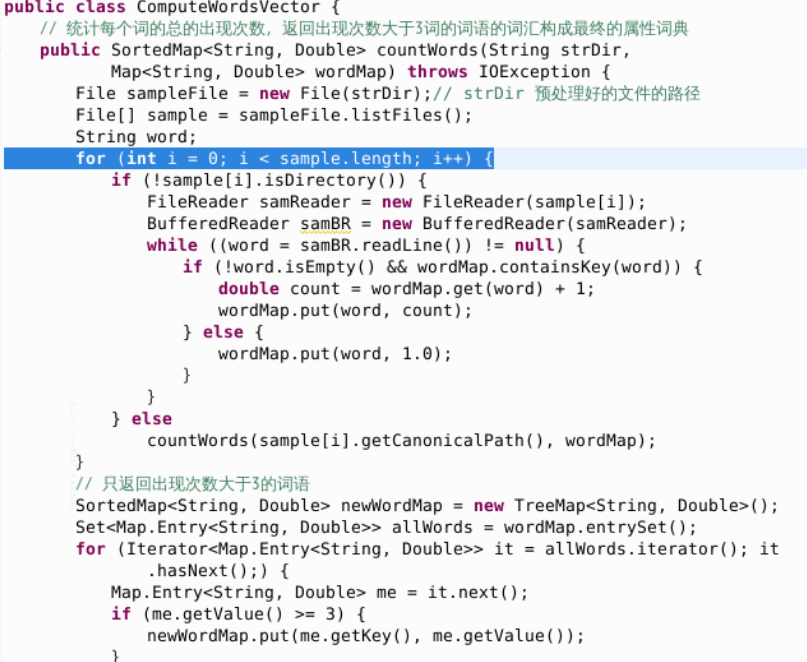 public class ComputeWordsVector {
    // 统计每个词的总的出现次数, 返回出现次数大于3词的词语的词汇构成最终的属性词典
    public SortedMap<String, Double> countWords(String strDir,
            Map<String, Double> wordMap) throws IOException {
        File sampleFile = new File(strDir);// strDir 预处理好的文件的路径
        File[] sample = sampleFile.listFiles();
        String word;
        for (int i = 0; i < sample.length; i++) {
            if (!sample[i].isDirectory()) {
                FileReader samReader = new FileReader(sample[i]);
                BufferedReader samBR = new BufferedReader(samReader);
                while ((word = samBR.readLine()) != null) {
                    if (!word.isEmpty() && wordMap.containsKey(word)) {
                        double count = wordMap.get(word) + 1;
                        wordMap.put(word, count);
                    } else {
                        wordMap.put(word, 1.0);
                    }
                }
            } else
                countWords(sample[i].getCanonicalPath(), wordMap);
        }
        // 只返回出现次数大于3的词语
        SortedMap<String, Double> newWordMap = new TreeMap<String, Double>();
        Set<Map.Entry<String, Double>> allWords = wordMap.entrySet();
        for (Iterator<Map.Entry<String, Double>> it = allWords.iterator(); it
                .hasNext();) {
            Map.Entry<String, Double> me = it.next();
            if (me.getValue() >= 3) {
                newWordMap.put(me.getKey(), me.getValue());
            }